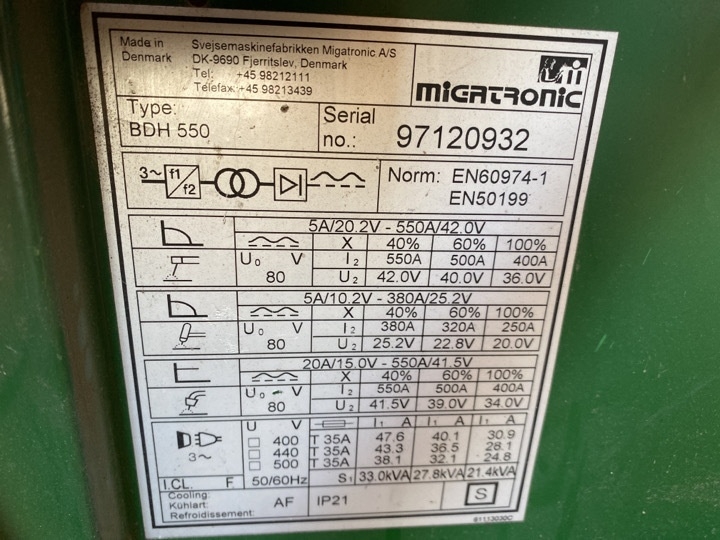 Made in Svejsemaskinefabrikken Migatronic A/S
Denmark DK-9690 Fjerritslev, Denmark
Tel: +45 98212111
Telefax +45 98213439
MIGATRONIC
Type: BDH 550
Serial no.: 97120932
3~ f1 f2
Norm: EN60974-1
EN50199
5A/20.2V - 550A/42.0V
X 40% 60% 100%
U0 V I2 550A 500A 400A
80 U2 42.0V 40.0V 36.0V
5A/10.2V - 380A/25.2V
X 40% 60% 100%
U0 V I2 380A 320A 250A
80 U2 25.2V 22.8V 20.0V
20A/15.0V - 550A/41.5V
X 40% 60% 100%
U0 V I2 550A 500A 400A
80 U2 41.5V 39.0V 34.0V
U V I1 A I1 A I1 A
400 T 35A 47.6 40.1 30.9
3~ 440 T 35A 43.3 36.5 28.1
500 T 35A 38.1 32.1 24.8
I.CL. F 50/60Hz S1 33.0kVA 27.8kVA 21.4kVA
Cooling:
Kühlart: AF IP21 S
Refroidissement: